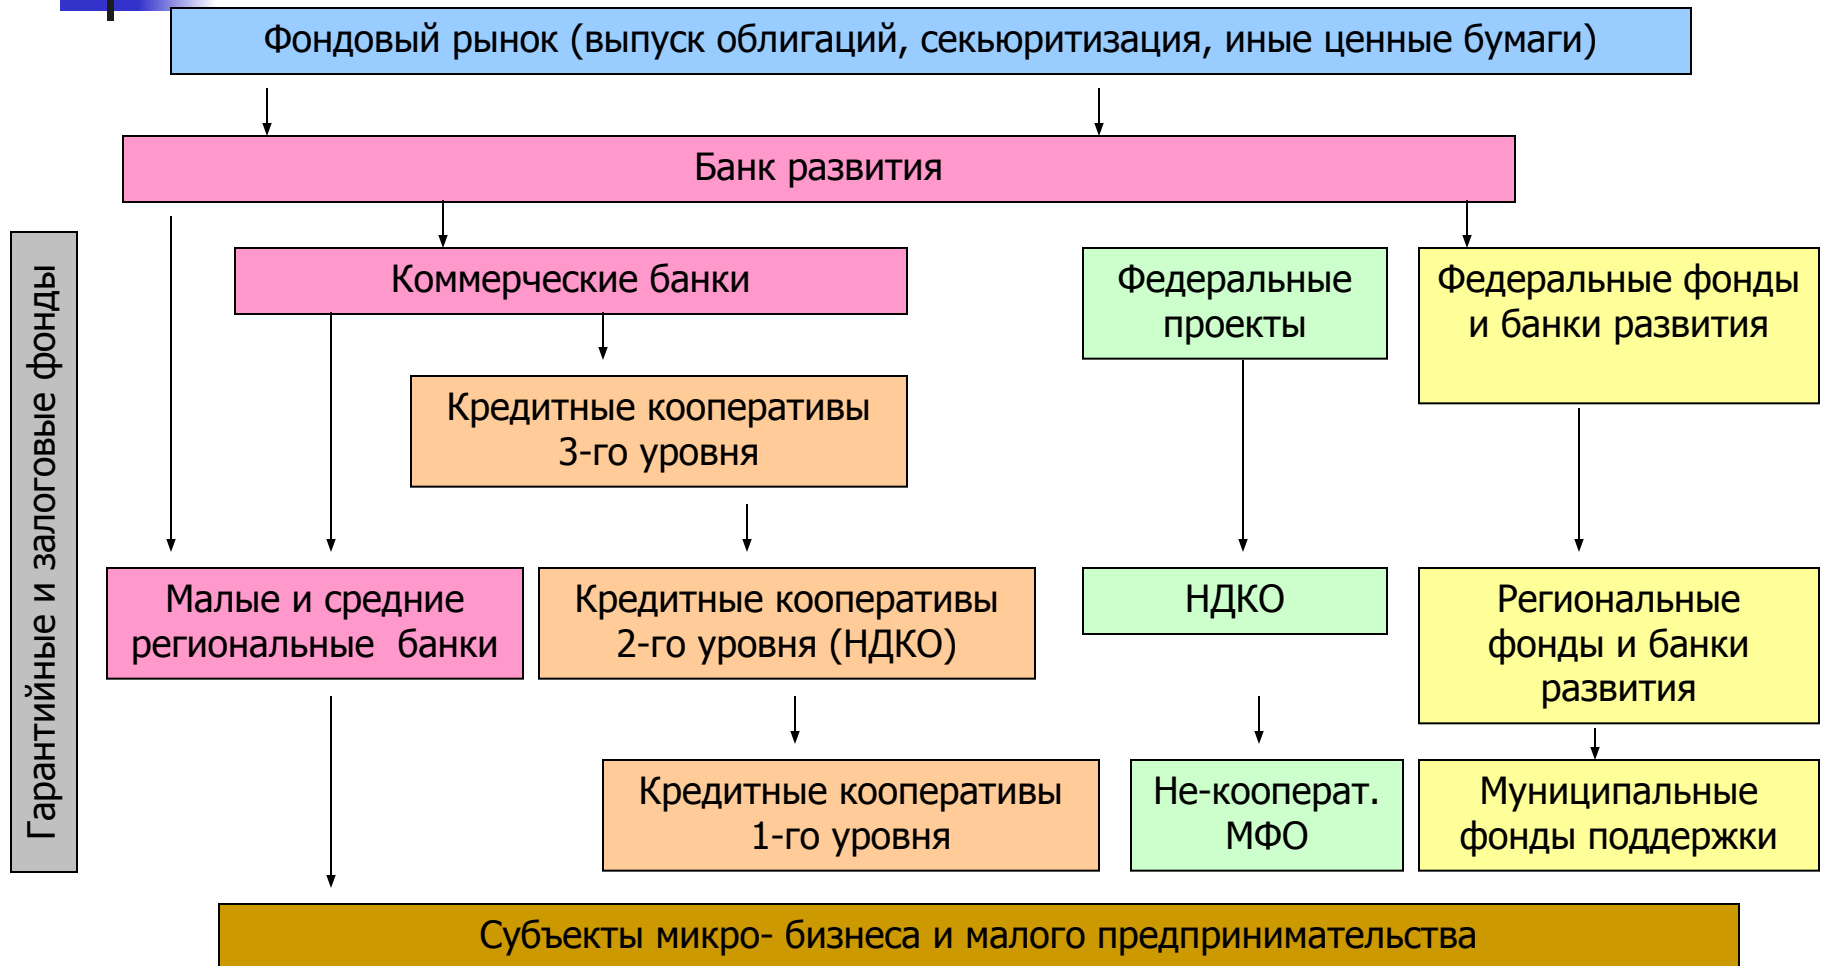 Фондовый рынок (выпуск облигаций, секьюритизация, иные ценные бумаги)
Банк развития
Гарантийные и залоговые фонды
Коммерческие банки
Федеральные
проекты
Федеральные фонды
и банки развития
Кредитные кооперативы
3-го уровня
Малые и средние
региональные банки
Кредитные кооперативы
2-го уровня (НДКО)
НДКО
Региональные
фонды и банки
развития
Кредитные кооперативы
1-го уровня
Не-кооперат.
МФО
Муниципальные
фонды поддержки
Субъекты микро- бизнеса и малого предпринимательства